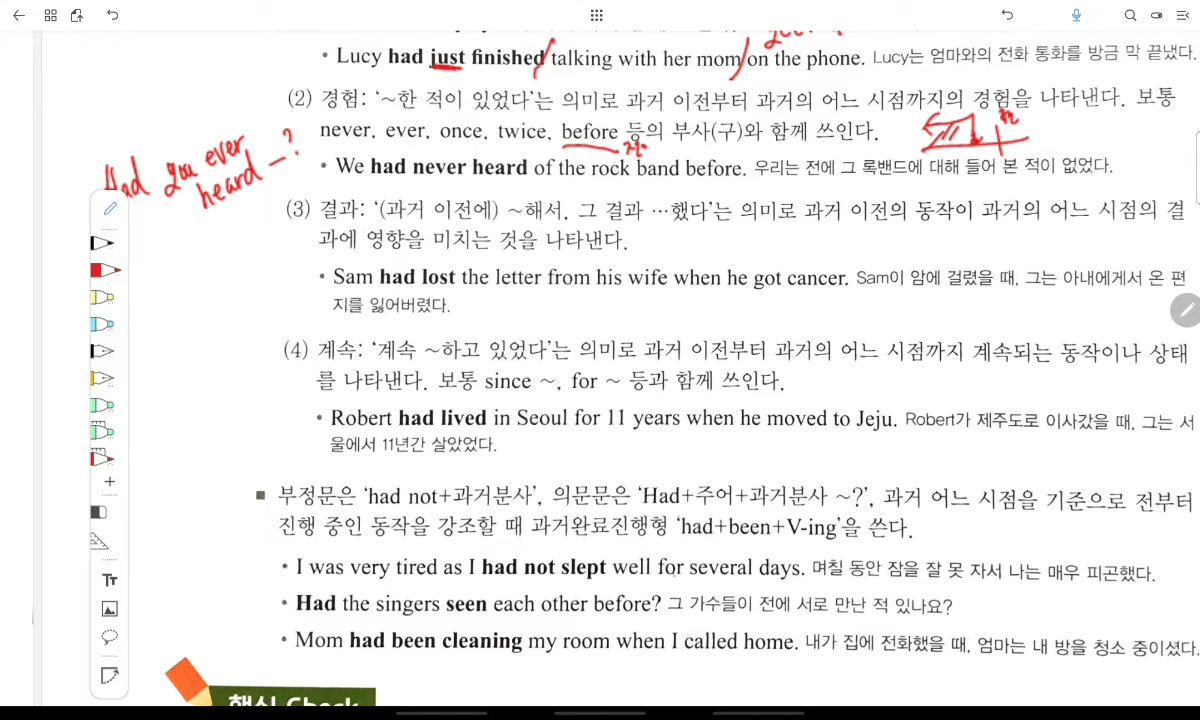 • Lucy had just finished talking with her mom on the phone. Lucy는 엄마와의 전화 통화를 방금 막 끝냈다.
(2) 경험: ‘~한 적이 있었다’는 의미로 과거 이전부터 과거의 어느 시점까지의 경험을 나타낸다. 보통
never, ever, once, twice, before 등의 부사(구)와 함께 쓰인다.
Had you ever
heard ~?
• We had never heard of the rock band before. 우리는 전에 그 록밴드에 대해 들어 본 적이 없었다.
(3) 결과: ‘(과거 이전에) ~해서, 그 결과 …했다’는 의미로 과거 이전의 동작이 과거의 어느 시점의 결
과에 영향을 미치는 것을 나타낸다.
• Sam had lost the letter from his wife when he got cancer. Sam이 암에 걸렸을 때, 그는 아내에게서 온 편
지를 잃어버렸다.
(4) 계속: ‘계속 ~하고 있었다’는 의미로 과거 이전부터 과거의 어느 시점까지 계속되는 동작이나 상태
를 나타낸다. 보통 since ~, for ~ 등과 함께 쓰인다.
• Robert had lived in Seoul for 11 years when he moved to Jeju. Robert가 제주도로 이사갔을 때, 그는 서
울에서 11년간 살았었다.
■ 부정문은 ‘had not+과거분사’, 의문문은 ‘Had+주어+과거분사 ~?’, 과거 어느 시점을 기준으로 전부터
진행 중인 동작을 강조할 때 과거완료진행형 ‘had+been+V-ing’을 쓴다.
• I was very tired as I had not slept well for several days. 며칠 동안 잠을 잘 못 자서 나는 매우 피곤했다.
• Had the singers seen each other before? 그 가수들이 전에 서로 만난 적 있나요?
• Mom had been cleaning my room when I called home. 내가 집에 전화했을 때, 엄마는 내 방을 청소 중이셨다.
핵심 Check
Tт